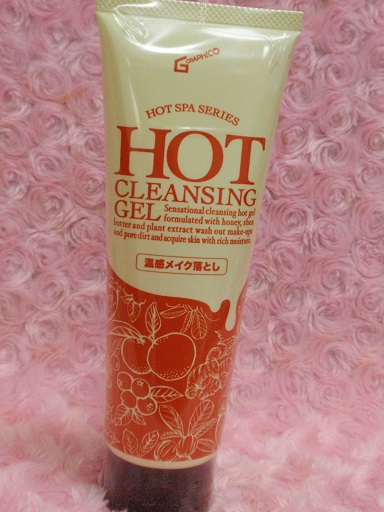 GRAPHICO
HOT SPA SERIES
HOT
CLEANSING
GEL Sensational cleansing hot gel
formulated with honey, shea
butter and plant extract wash out make-ups
and pore dirt and acquire skin with rich moisture.
温感メイク落とし